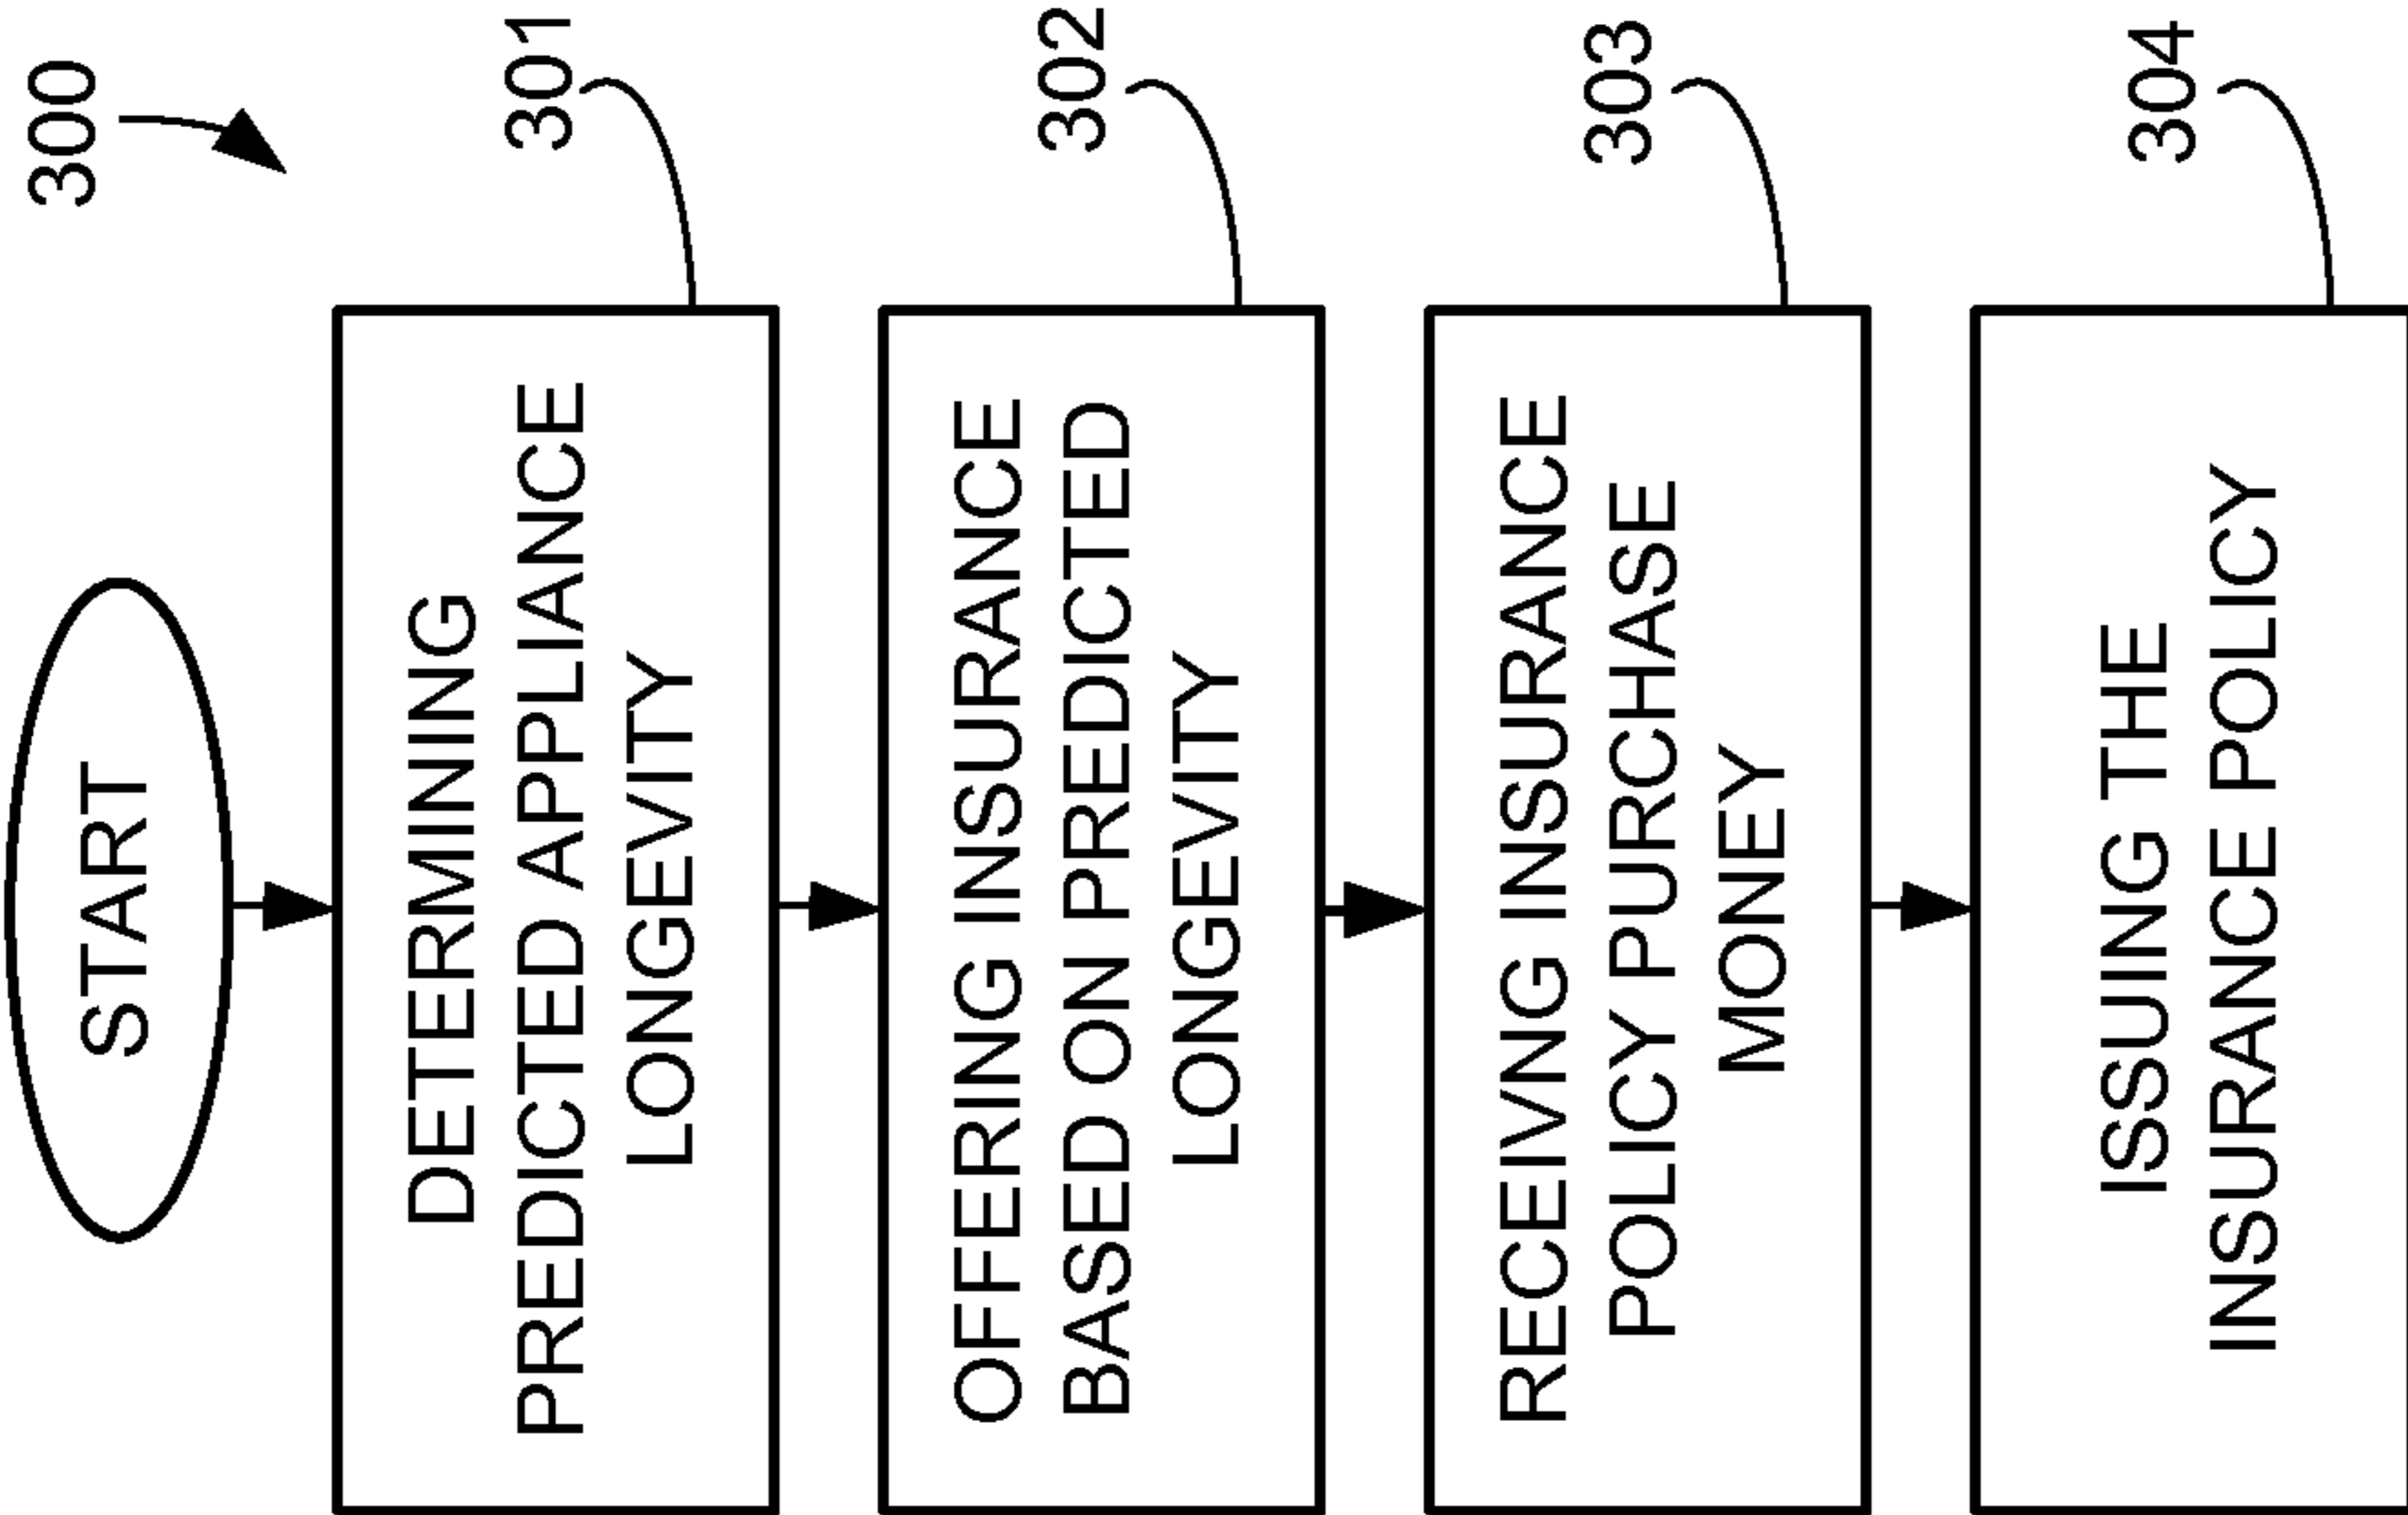 300
START
301
DETERMINING
PREDICTED APPLIANCE
LONGEVITY
302
OFFERING INSURANCE
BASED ON PREDICTED
LONGEVITY
303
RECEIVING INSURANCE
POLICY PURCHASE
MONEY
304
ISSUING THE
INSURANCE POLICY